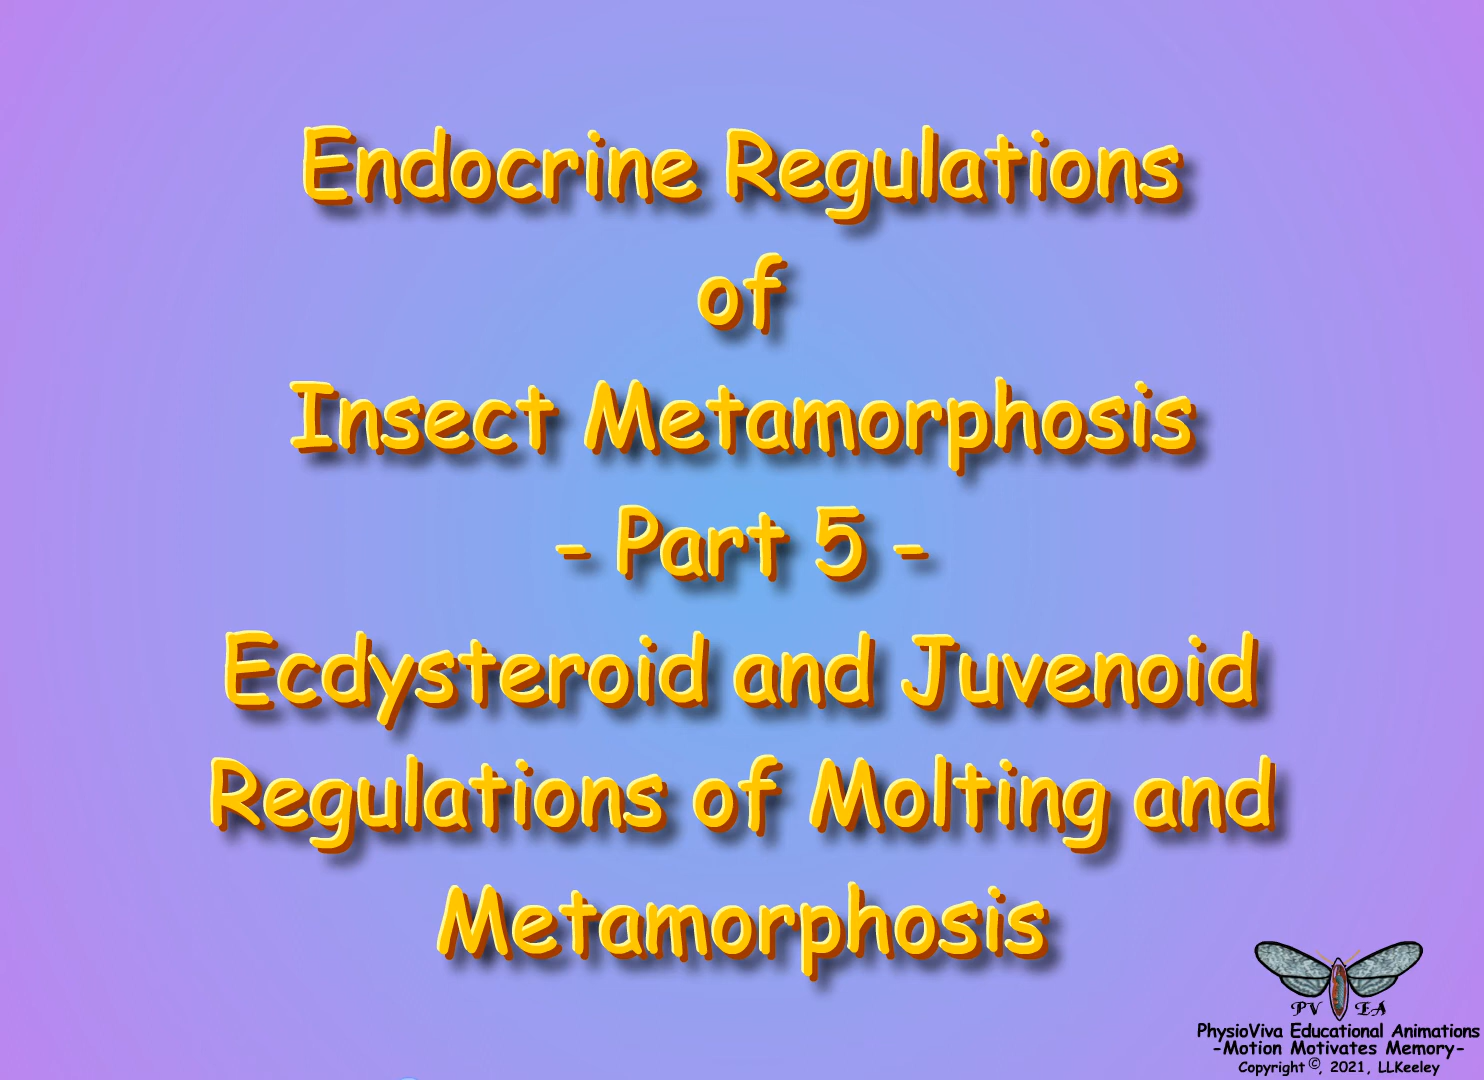 Endocrine Regulations
of
Insect Metamorphosis
- Part 5 -
Ecdysteroid and Juvenoid
Regulations of Molting and
Metamorphosis
PV EA
PhysioViva Educational Animations
-Motion Motivates Memory-
Copyright ©, 2021, LLKeeley